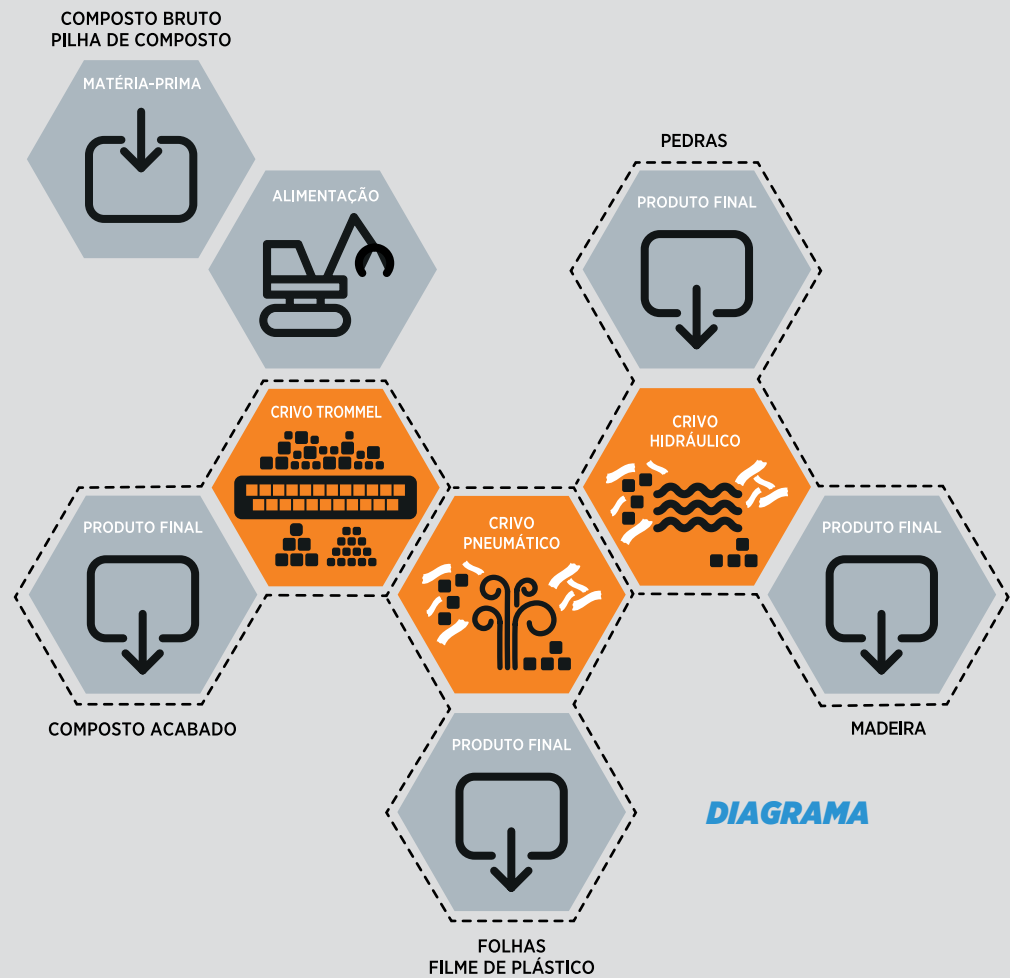 COMPOSTO BRUTO
PILHA DE COMPOSTO
MATÉRIA-PRIMA
ALIMENTAÇÃO
PEDRAS
PRODUTO FINAL
CRIVO TROMMEL
CRIVO
HIDRÁULICO
PRODUTO FINAL
CRIVO
PNEUMÁTICO
PRODUTO FINAL
COMPOSTO ACABADO
MADEIRA
PRODUTO FINAL
DIAGRAMA
FOLHAS
FILME DE PLÁSTICO